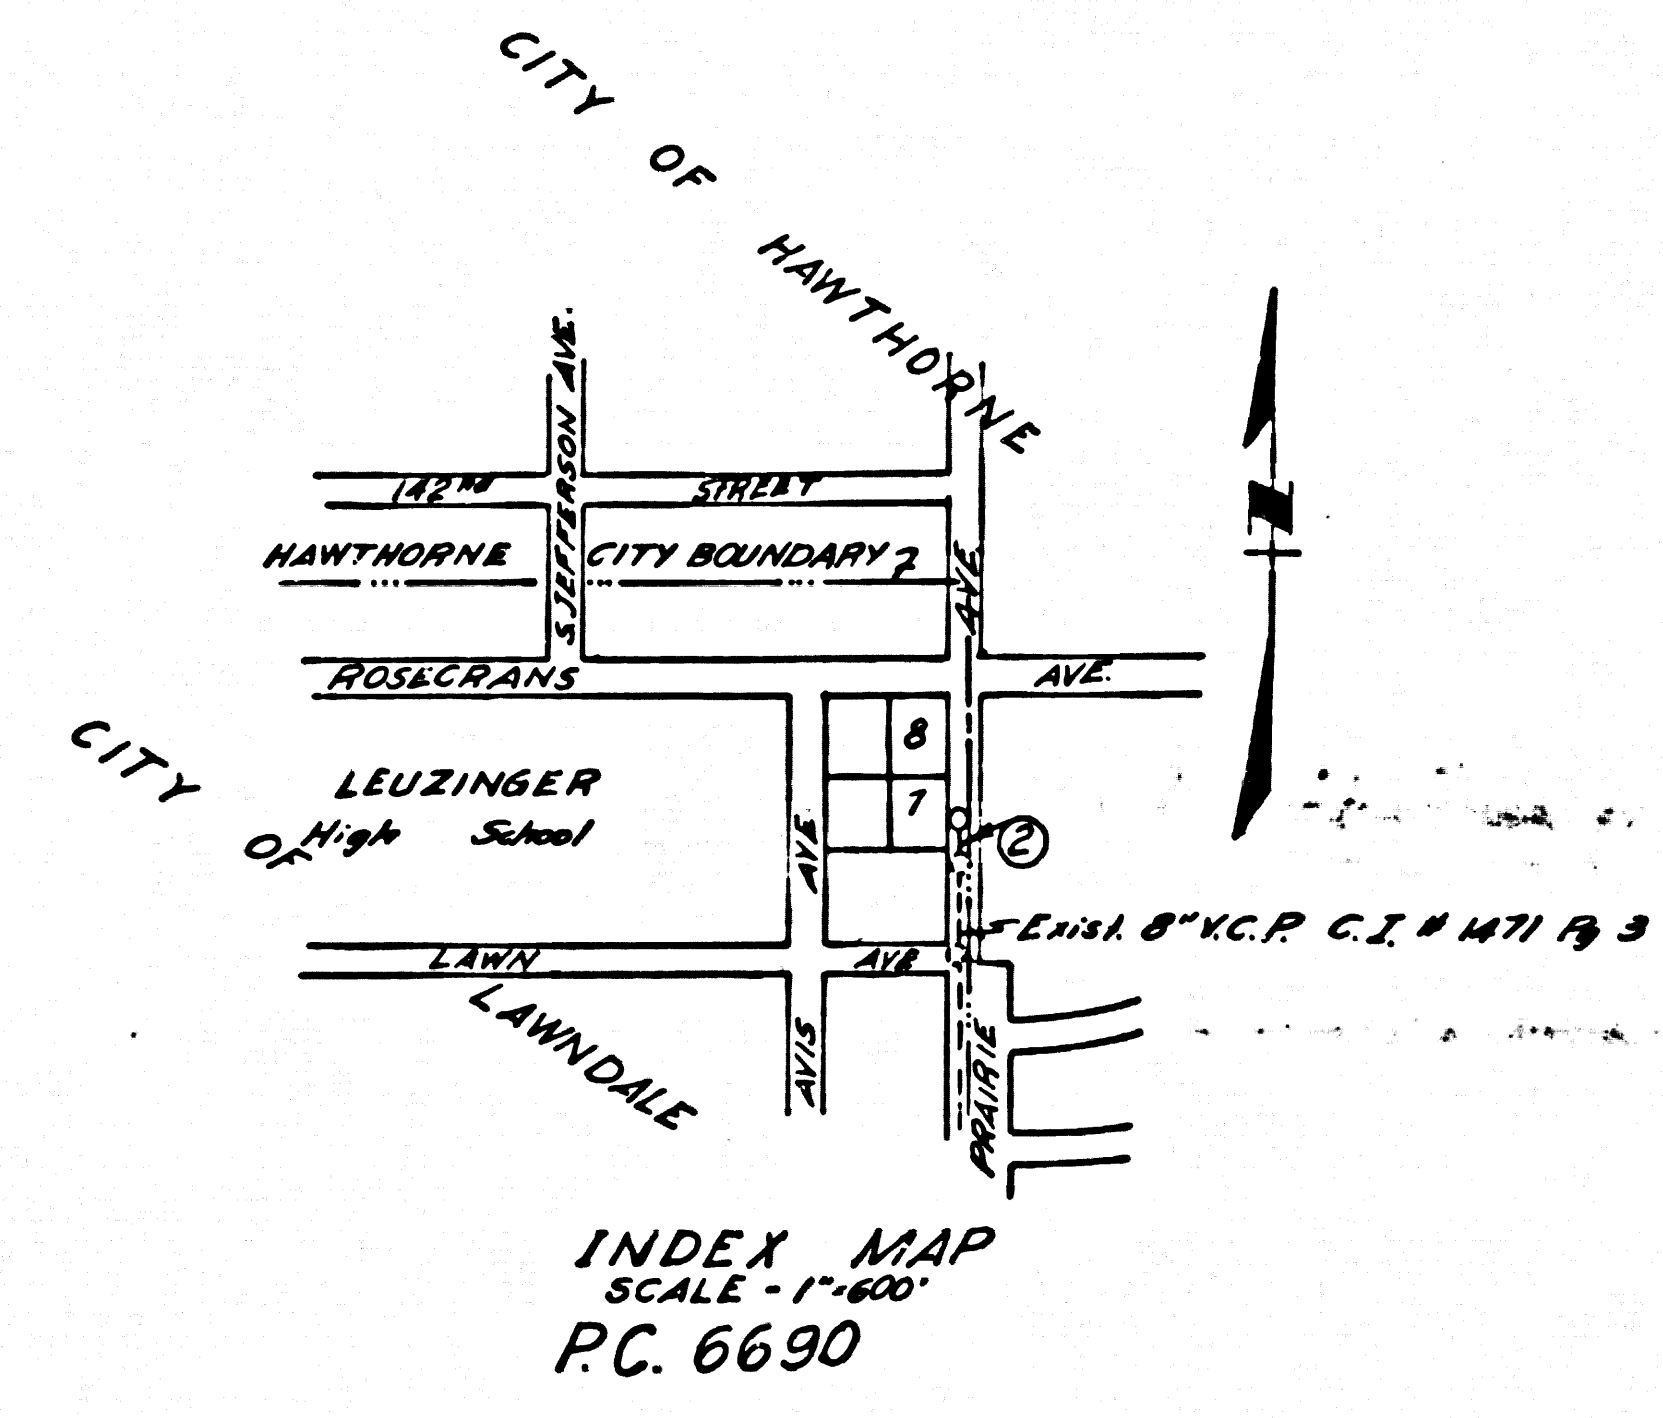 CITY OF HAWTHORNE
S. JEFFERSON AVE.
142ND STREET
HAWTHORNE CITY BOUNDARY
AVE
ROSECRANS AVE.
8
7
CITY OF LAWNDALE
LEUZINGER
High School
AVE
2
Exist. 8" V.C.P. C.I. # 1471 Pg 3
LAWN AVE
AVIS
PRAIRIE
N
INDEX MAP
SCALE - 1"=600'
P.C. 6690